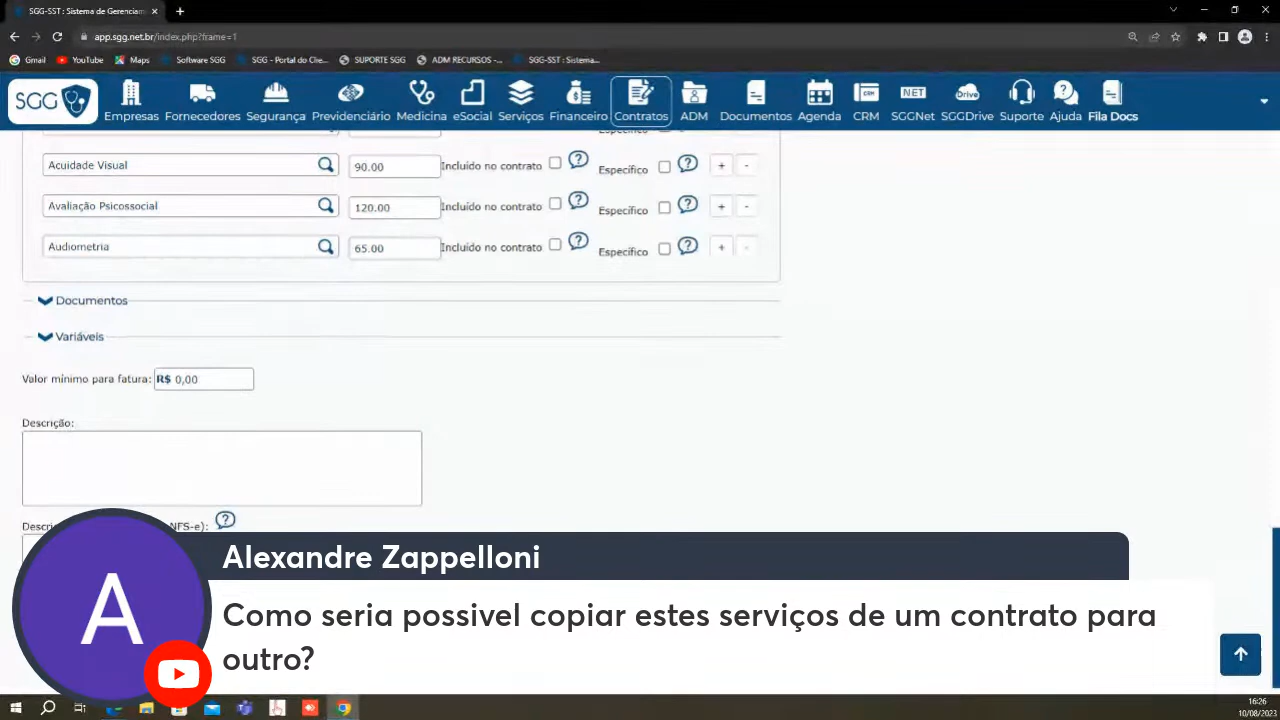 SGG-SST : Sistema de Gerenciam
app.sgg.net.br/index.php?frame=1
Gmail YouTube Maps Software SGG SGG - Portal do Clie... SUPORTE SGG ADM RECURSOS -... SGG-SST : Sistema...
SGG Empresas Fornecedores Segurança Previdenciário Medicina eSocial Serviços Financeiro Contratos ADM Documentos Agenda CRM SGGNet SGGDrive Suporte Ajuda Fila Docs
Acuidade Visual 90.00 Incluído no contrato ? Específico ? + -
Avaliação Psicossocial 120.00 Incluído no contrato ? Específico ? + -
Audiometria 65.00 Incluído no contrato ? Específico ? + -
Documentos
Variáveis
Valor mínimo para fatura: R$ 0,00
Descrição:
NFS-e): ?
A
Alexandre Zappelloni
Como seria possivel copiar estes serviços de um contrato para
outro?
16:26
10/08/2023